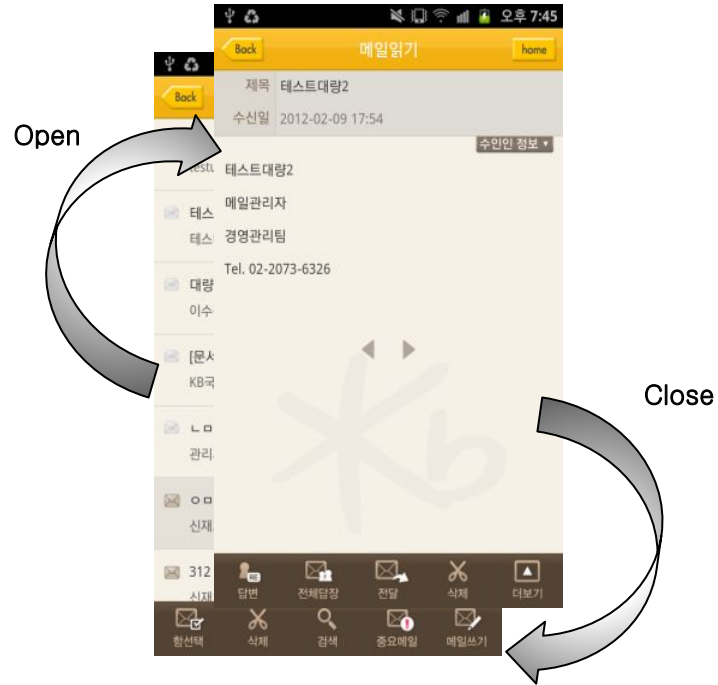 오후 7:45
Back
메일읽기
home
제목 테스트대량2
수신일 2012-02-09 17:54
수인인 정보
테스트대량2
메일관리자
경영관리팀
Tel. 02-2073-6326
답변
전체답장
전달
삭제
더보기
Open
Close
Back
testu
테스
테스
대량
이수
[문서
KB국
ㄴㅁ
관리
ㅇㅁ
신재
312
신재
함선택
삭제
검색
중요메일
메일쓰기